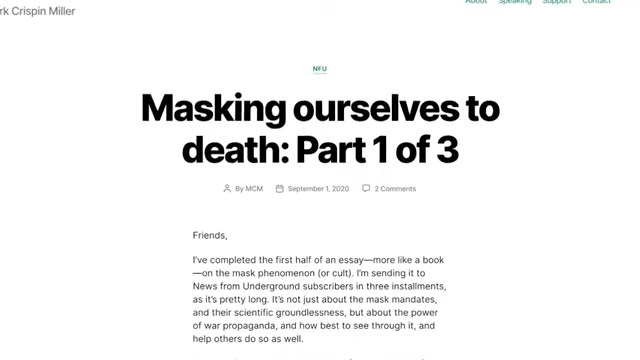 rk Crispin Miller
About Speaking Support Contact
NFU
Masking ourselves to
death: Part 1 of 3
By MCM September 1, 2020 2 Comments
Friends,
I've completed the first half of an essay—more like a book
—on the mask phenomenon (or cult). I'm sending it to
News from Underground subscribers in three installments,
as it's pretty long. It's not just about the mask mandates,
and their scientific groundlessness, but about the power
of war propaganda, and how best to see through it, and
help others do so as well.